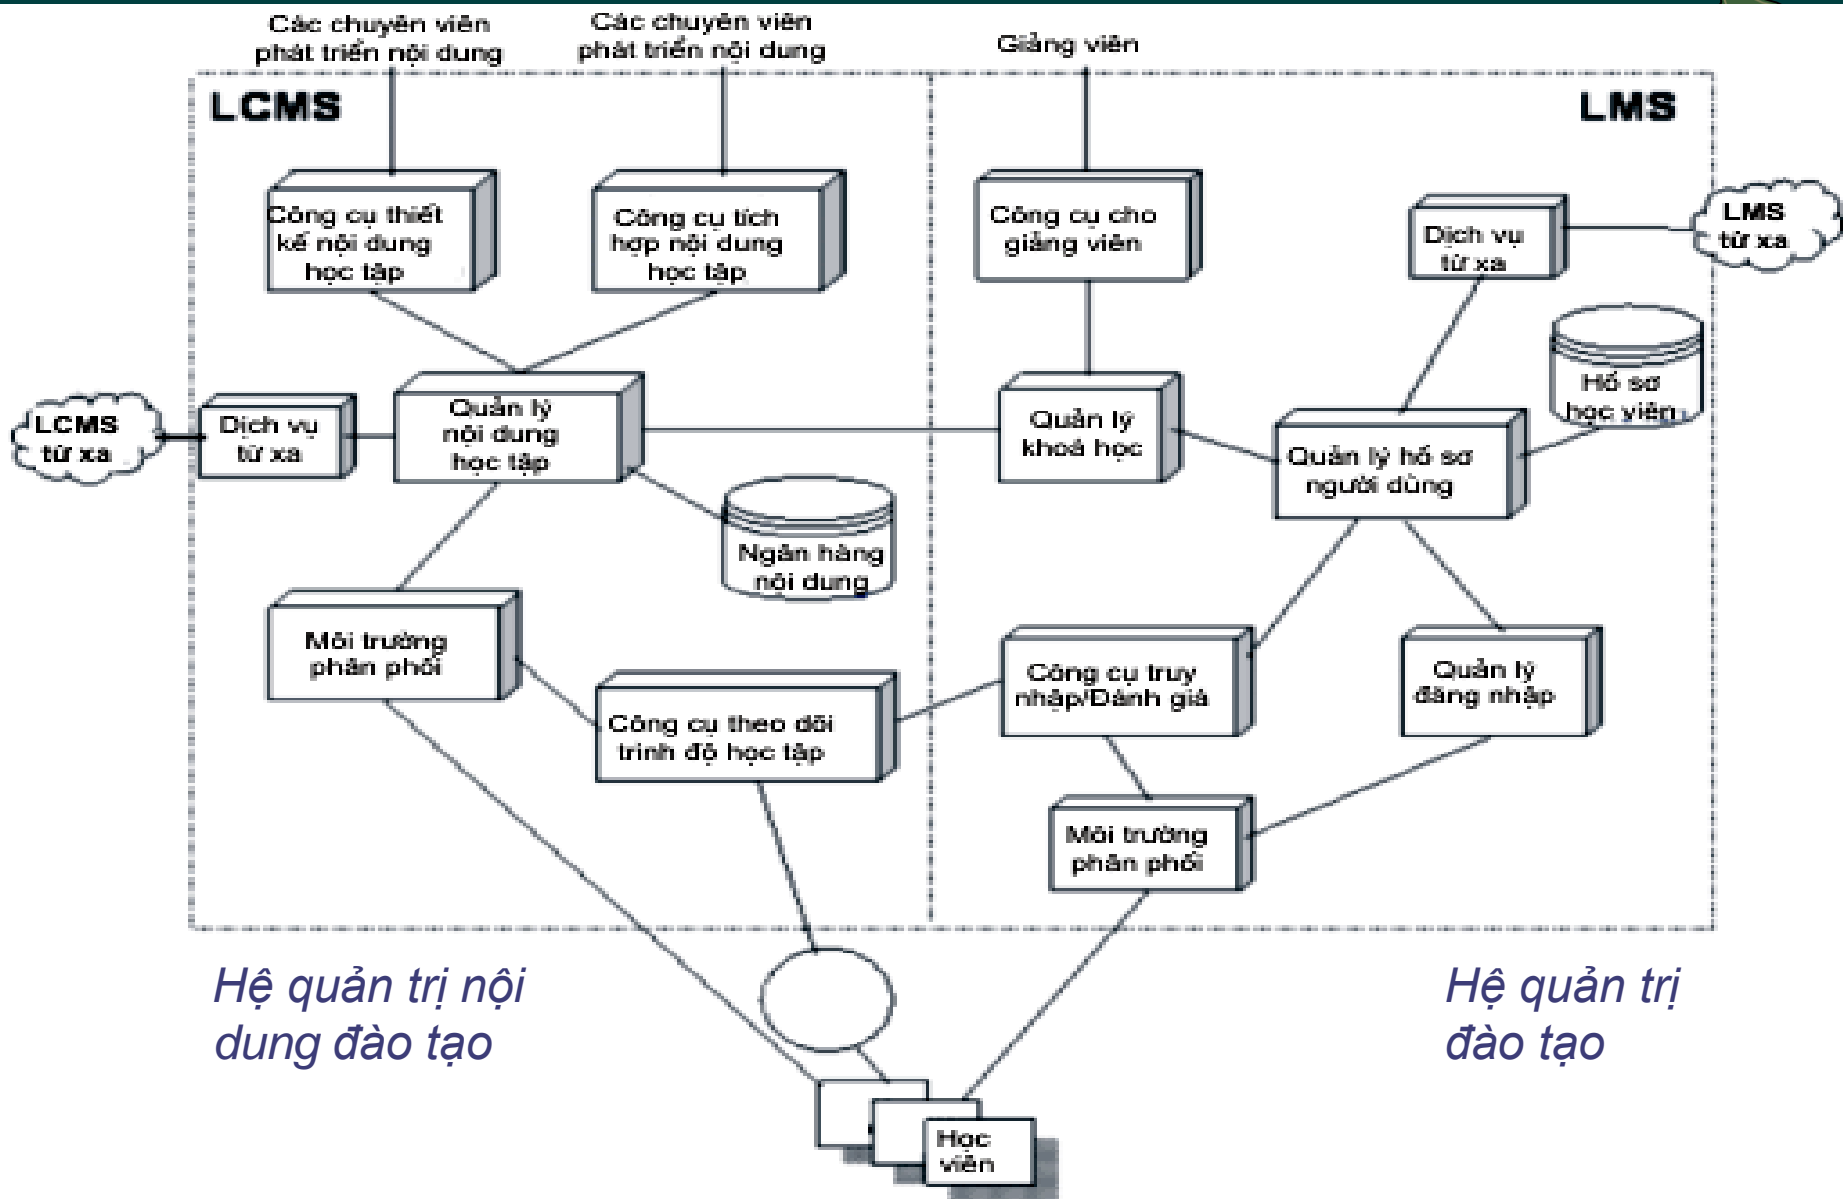 Các chuyên viên
phát triển nội dung
Các chuyên viên
phát triển nội dung
Giảng viên
LCMS
LMS
Công cụ thiết
kế nội dung
học tập
Công cụ tích
hợp nội dung
học tập
Công cụ cho
giảng viên
Dịch vụ
từ xa
LMS
từ xa
Hồ sơ
học viên
LCMS
từ xa
Dịch vụ
từ xa
Quản lý
nội dung
học tập
Quản lý
khoá học
Quản lý hồ sơ
người dùng
Ngân hàng
nội dung
Môi trường
phân phối
Công cụ theo dõi
trình độ học tập
Công cụ truy
nhập/Đánh giá
Quản lý
đăng nhập
Môi trường
phân phối
Hệ quản trị nội
dung đào tạo
Hệ quản trị
đào tạo
Học
viên